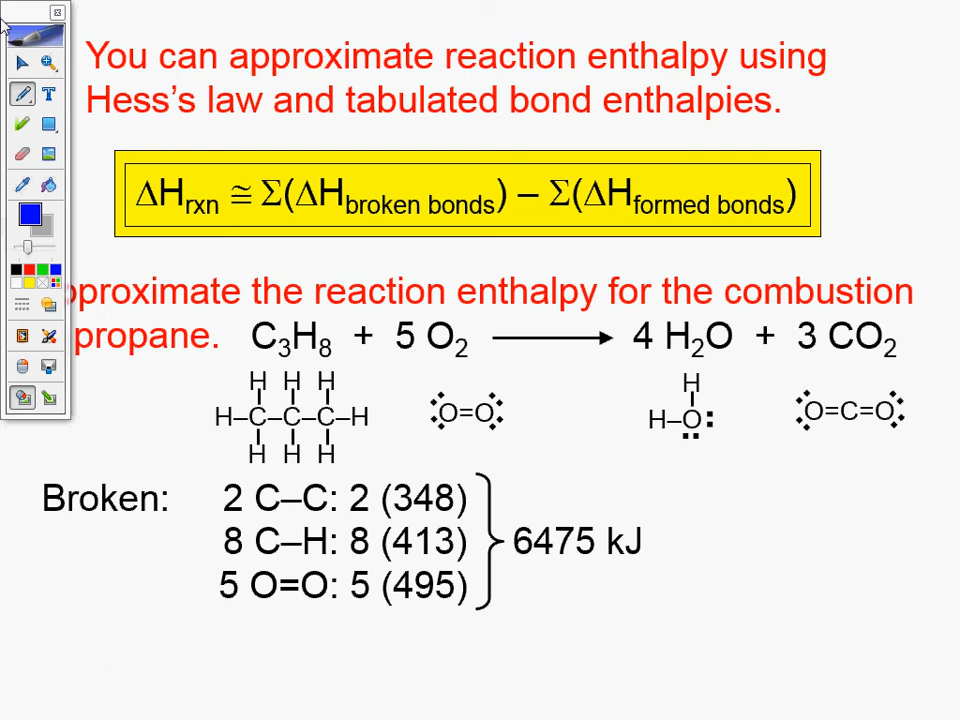 You can approximate reaction enthalpy using
Hess’s law and tabulated bond enthalpies.
ΔHrxn ≅ Σ(ΔHbroken bonds) – Σ(ΔHformed bonds)
pproximate the reaction enthalpy for the combustion
propane. C3H8 + 5 O2 ⟶ 4 H2O + 3 CO2
H H H
H–C–C–C–H
H H H
O=O
H
H–O
O=C=O
Broken: 2 C–C: 2 (348)
8 C–H: 8 (413)
5 O=O: 5 (495)
6475 kJ
T